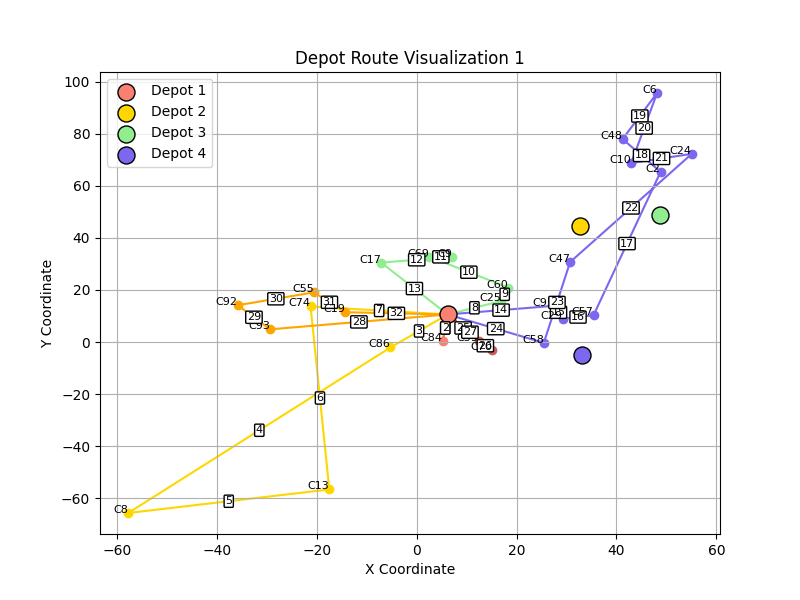 Depot Route Visualization 1
Depot 1
Depot 2
Depot 3
Depot 4
Y Coordinate
100
80
60
40
20
0
−20
−40
−60
−60
−40
−20
0
20
40
60
X Coordinate
C6
19
20
C48
18
C10
21
C24
C2
22
17
C47
C17
12
C69
11
C9
10
13
C60
9
C25
8
14
C92
30
C55
C74
31
C19
7
32
29
C93
28
23
16
C57
C58
24
27
2
3
C84
C86
6
4
5
C8
C13